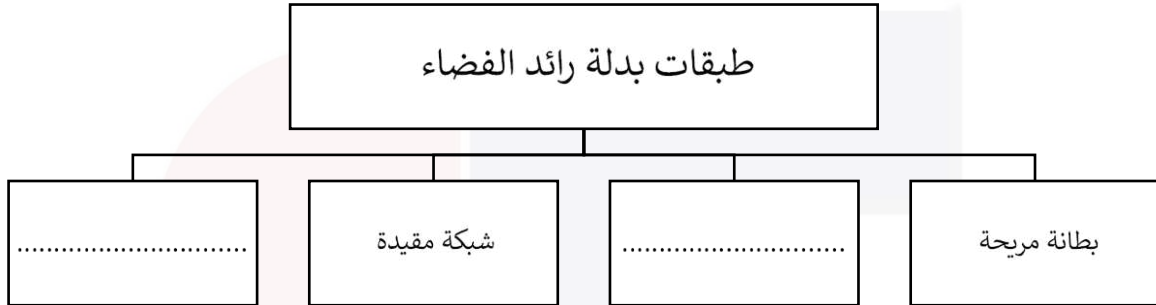 طبقات بدلة رائد الفضاء
بطانة مريحة
..............................
شبكة مقيدة
..............................